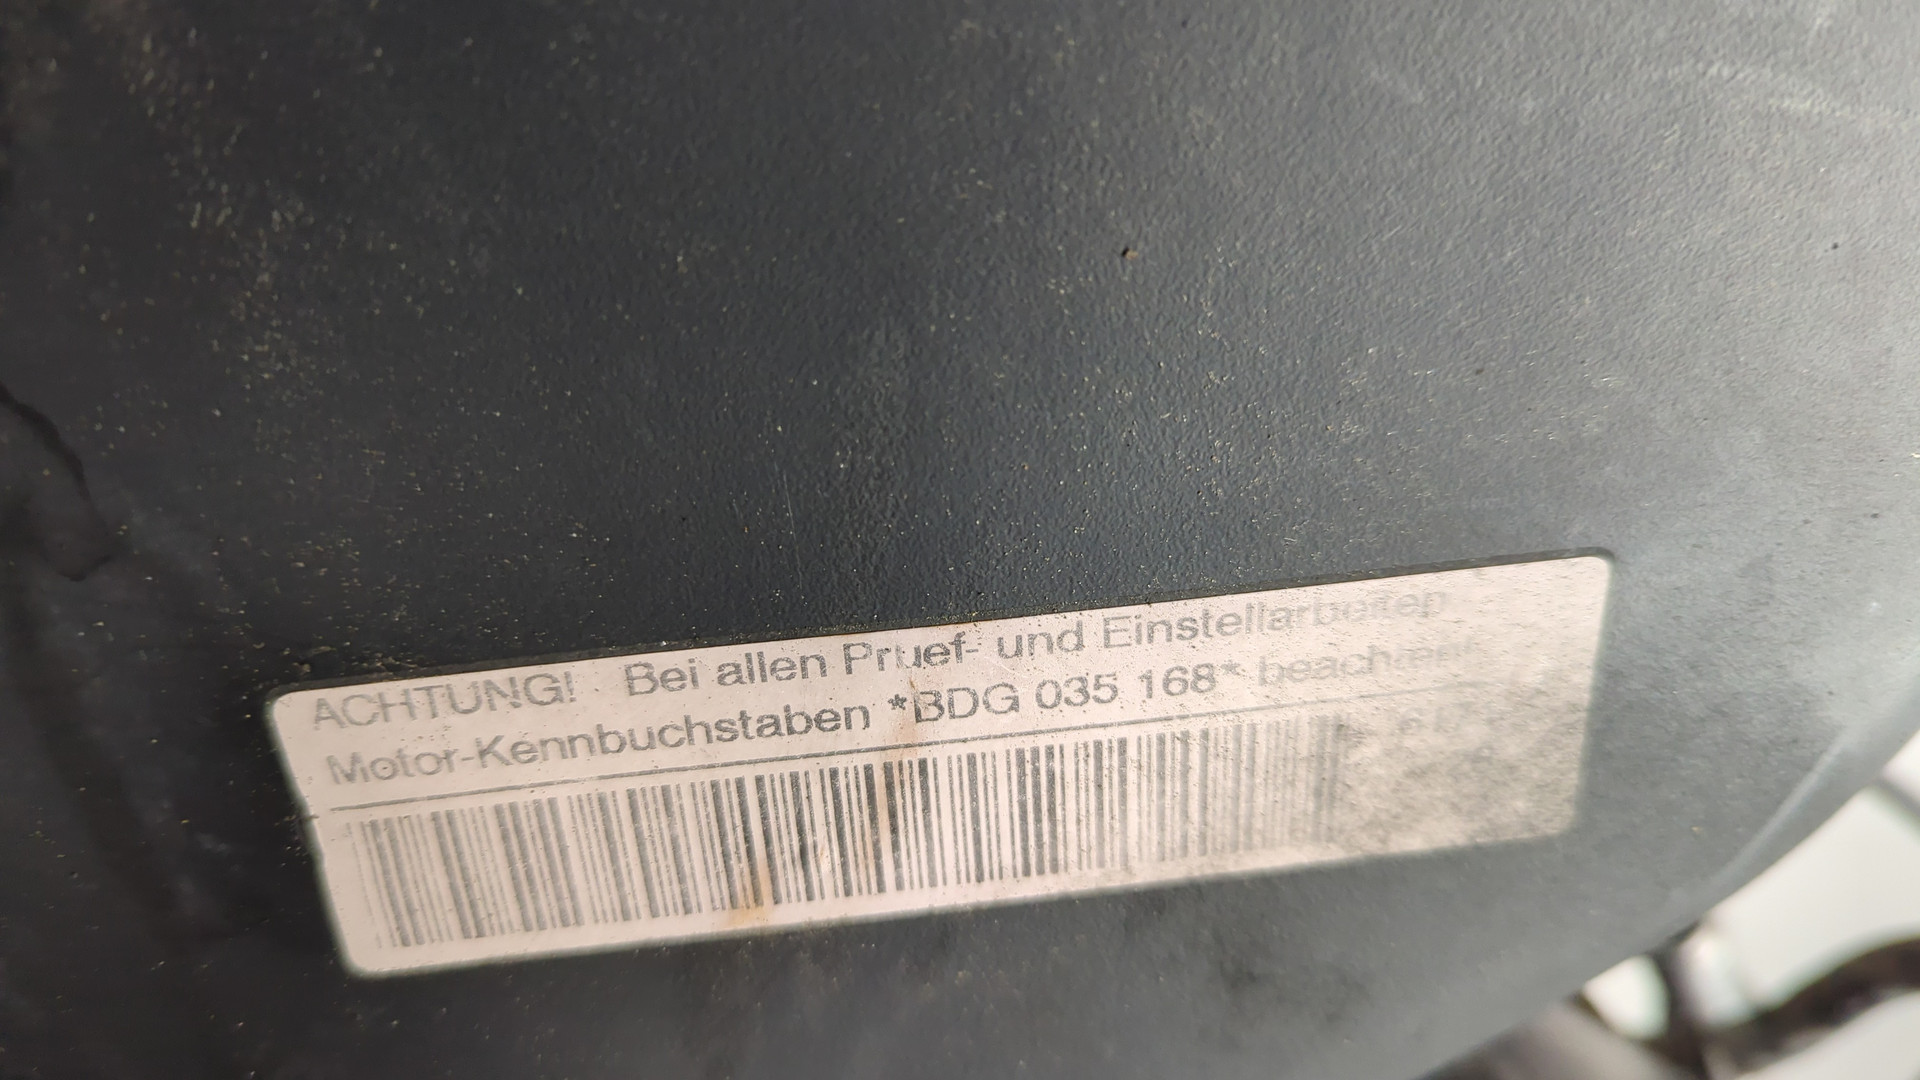 ACHTUNG! Bei allen Pruef- und Einstellarbeiten
Motor-Kennbuchstaben *BDG 035 168* beachten